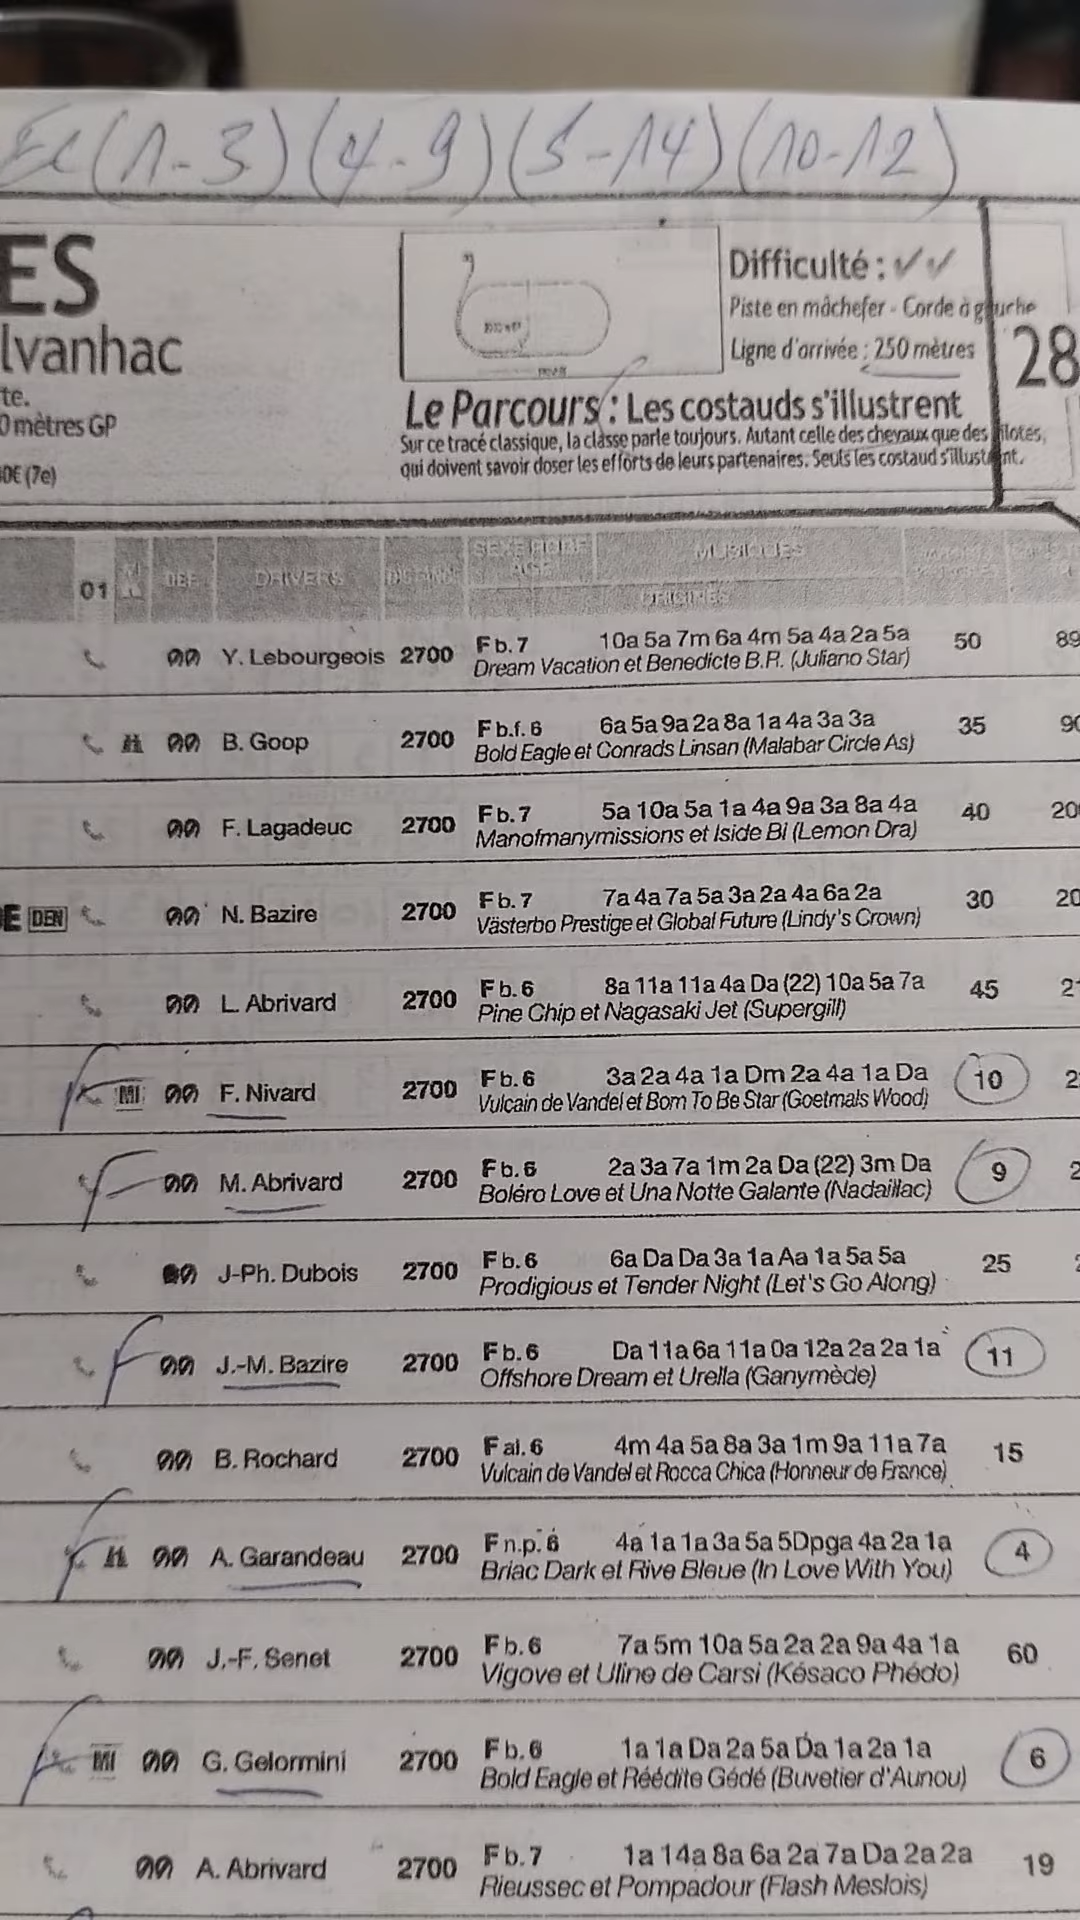 Ec (1-3)(4-9)(5-14)(10-12)
ES
lvanhac
te.
0 mètres GP
0€ (7e)
Difficulté : ✓✓
Piste en mâchefer - Corde à gauche
Ligne d'arrivée : 250 mètres
28
Le Parcours : Les costauds s'illustrent
Sur ce tracé classique, la classe parle toujours. Autant celle des chevaux que des pilotes,
qui doivent savoir doser les efforts de leurs partenaires. Seuls les costaud s'illustrent.
01 DEF DRIVERS DISTANCE SEXE ROBE AGE MUSIQUES
ORIGINES
Y. Lebourgeois 2700 F b. 7 10a 5a 7m 6a 4m 5a 4a 2a 5a 50 89
Dream Vacation et Benedicte B.R. (Juliano Star)
B. Goop 2700 F b.f. 6 6a 5a 9a 2a 8a 1a 4a 3a 3a 35 90
Bold Eagle et Conrads Linsan (Malabar Circle As)
F. Lagadeuc 2700 F b. 7 5a 10a 5a 1a 4a 9a 3a 8a 4a 40 20
Manofmanymissions et Iside Bi (Lemon Dra)
E DEN N. Bazire 2700 F b. 7 7a 4a 7a 5a 3a 2a 4a 6a 2a 30 20
Västerbo Prestige et Global Future (Lindy's Crown)
L. Abrivard 2700 F b. 6 8a 11a 11a 4a Da (22) 10a 5a 7a 45 2
Pine Chip et Nagasaki Jet (Supergill)
MI F. Nivard 2700 F b. 6 3a 2a 4a 1a Dm 2a 4a 1a Da 10 2
Vulcain de Vandel et Born To Be Star (Goetmals Wood)
M. Abrivard 2700 F b. 6 2a 3a 7a 1m 2a Da (22) 3m Da 9 2
Boléro Love et Una Notte Galante (Nadaillac)
J-Ph. Dubois 2700 F b. 6 6a Da Da 3a 1a Aa 1a 5a 5a 25
Prodigious et Tender Night (Let's Go Along)
J.-M. Bazire 2700 F b. 6 Da 11a 6a 11a 0a 12a 2a 2a 1a 11
Offshore Dream et Urella (Ganymède)
B. Rochard 2700 F al. 6 4m 4a 5a 8a 3a 1m 9a 11a 7a 15
Vulcain de Vandel et Rocca Chica (Honneur de France)
A. Garandeau 2700 F n.p. 6 4a 1a 1a 3a 5a 5Dpga 4a 2a 1a 4
Briac Dark et Rive Bleue (In Love With You)
J.-F. Senet 2700 F b. 6 7a 5m 10a 5a 2a 2a 9a 4a 1a 60
Vigove et Uline de Carsi (Késaco Phédo)
MI G. Gelormini 2700 F b. 6 1a 1a Da 2a 5a Da 1a 2a 1a 6
Bold Eagle et Réédite Gédé (Buvetier d'Aunou)
A. Abrivard 2700 F b. 7 1a 14a 8a 6a 2a 7a Da 2a 2a 19
Rieussec et Pompadour (Flash Meslois)